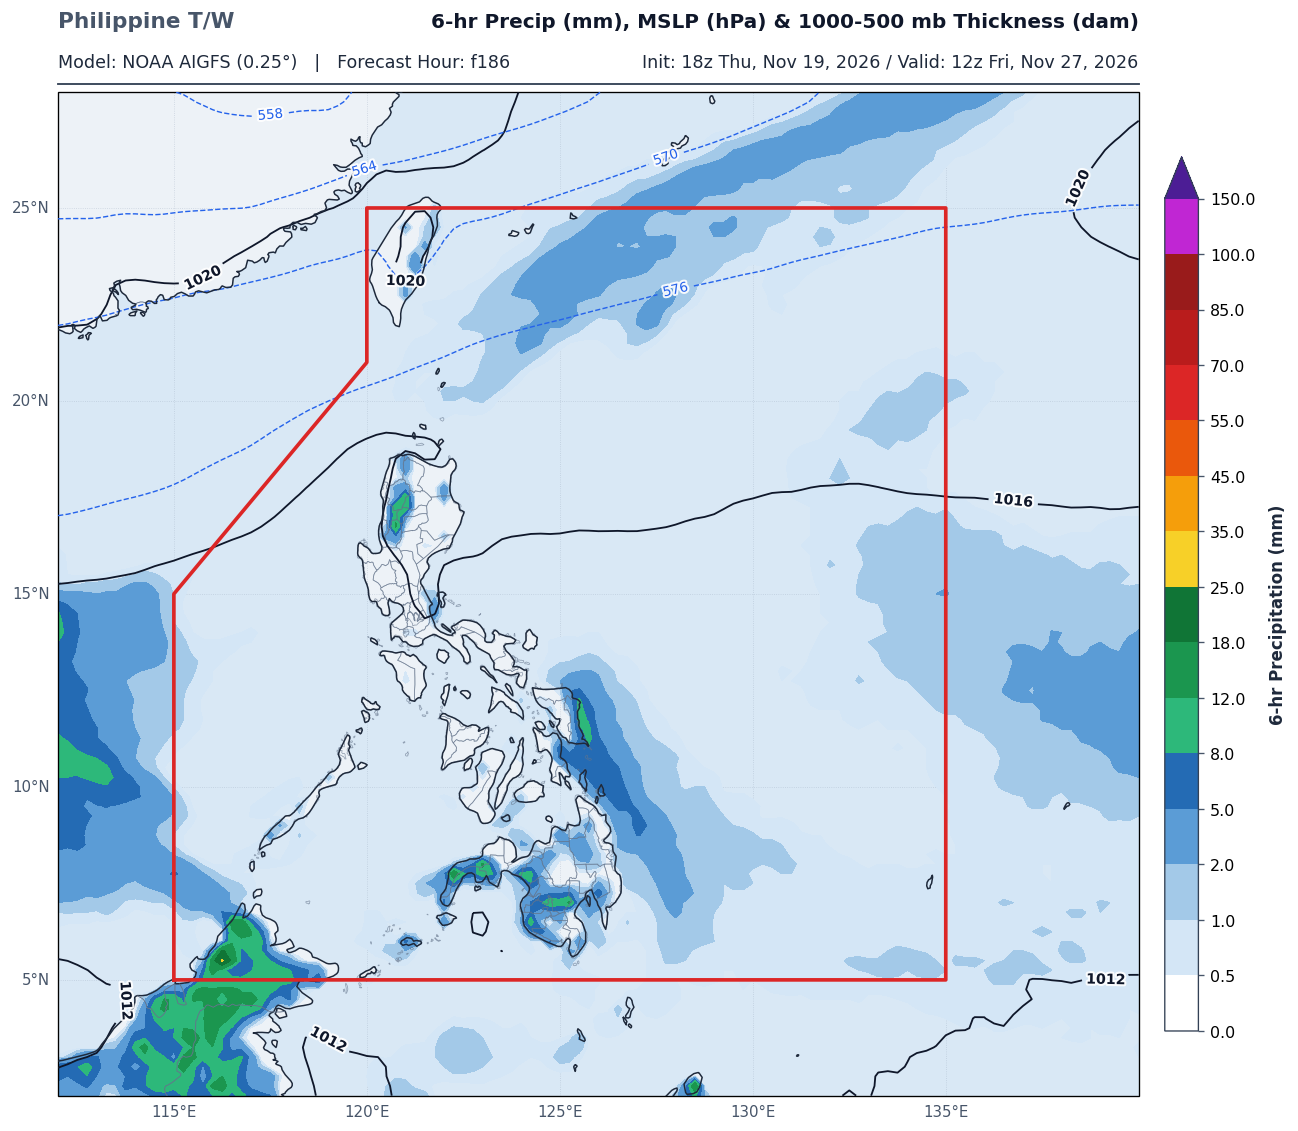 Philippine T/W
6-hr Precip (mm), MSLP (hPa) & 1000-500 mb Thickness (dam)
Model: NOAA AIGFS (0.25°) | Forecast Hour: f186
Init: 18z Thu, Nov 19, 2026 / Valid: 12z Fri, Nov 27, 2026
558
564
570
576
1020
1020
1020
1016
1012
1012
1012
25°N
20°N
15°N
10°N
5°N
115°E
120°E
125°E
130°E
135°E
150.0
100.0
85.0
70.0
55.0
45.0
35.0
25.0
18.0
12.0
8.0
5.0
2.0
1.0
0.5
0.0
6-hr Precipitation (mm)